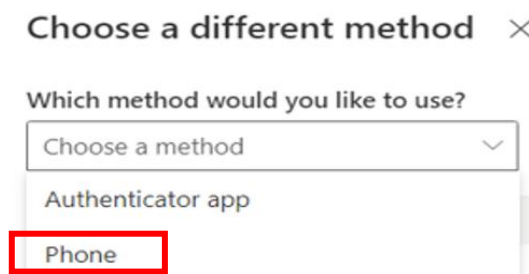 Choose a different method
Which method would you like to use?
Choose a method
Authenticator app
Phone